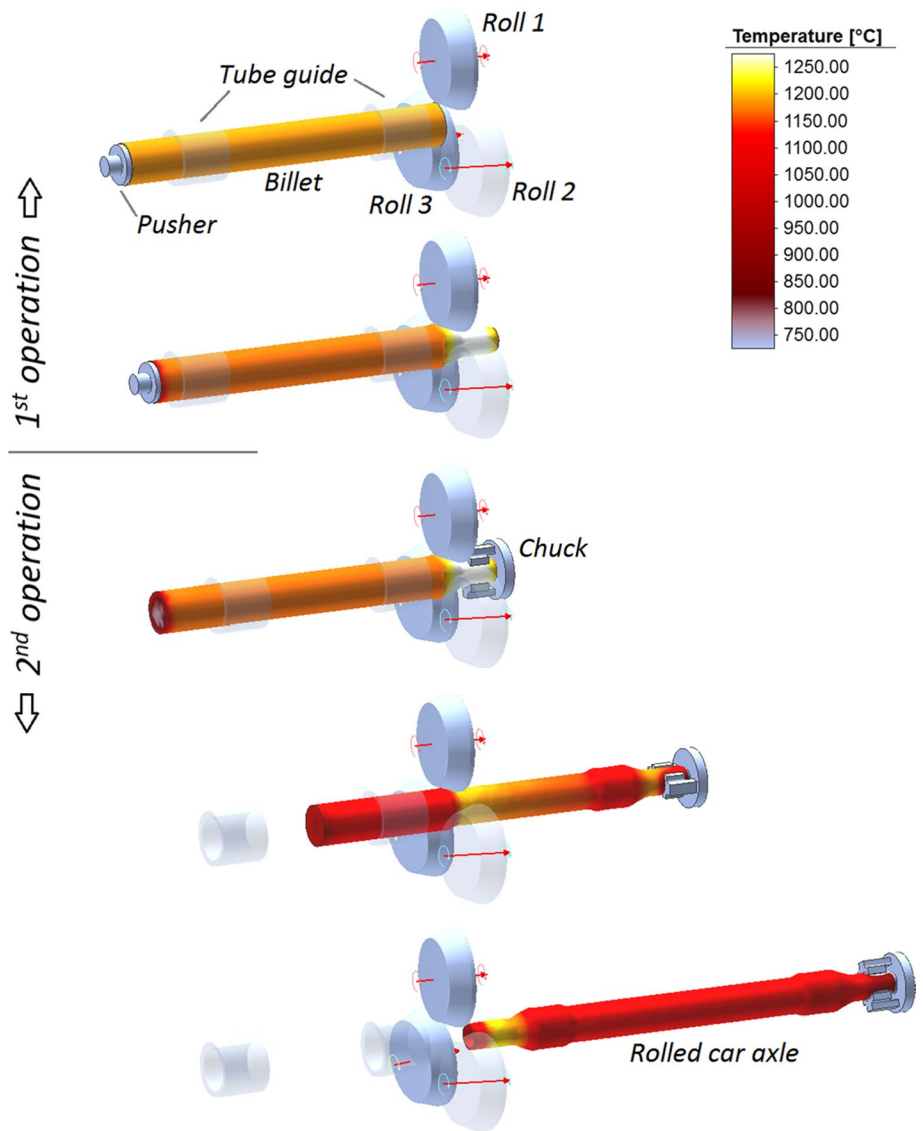 Roll 1
Tube guide
Billet
Roll 3
Roll 2
Pusher
Temperature [°C]
1250.00
1200.00
1150.00
1100.00
1050.00
1000.00
950.00
900.00
850.00
800.00
750.00
1st operation
2nd operation
Chuck
Rolled car axle